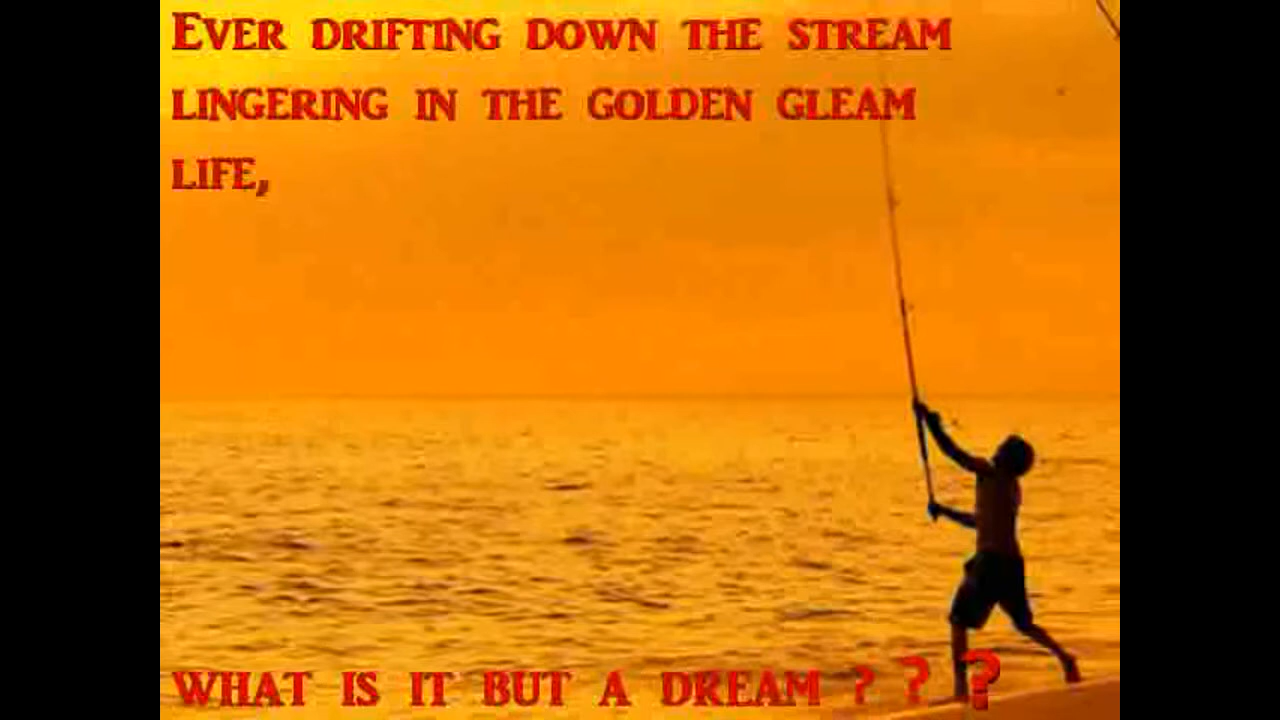 Ever drifting down the stream
lingering in the golden gleam
life,
what is it but a dream ? ? ?